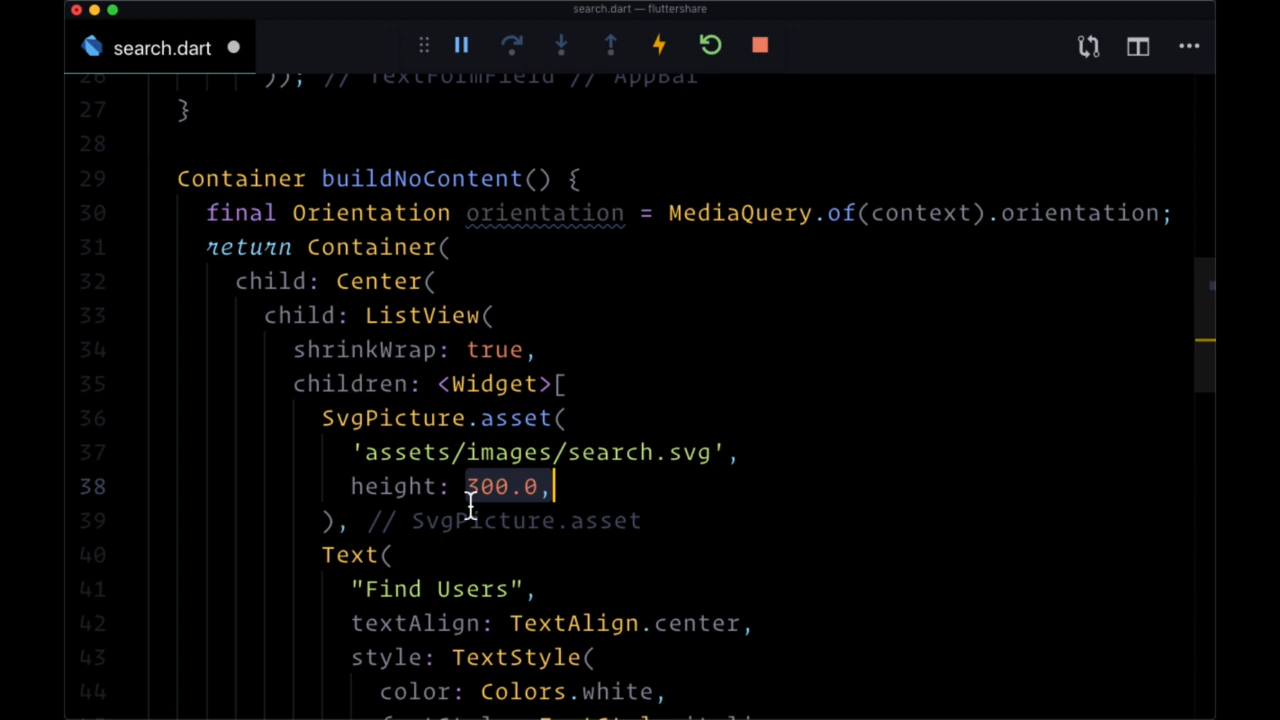 search.dart — fluttershare
search.dart
26 )); // TextFormField // AppBar
27 }
28
29 Container buildNoContent() {
30 final Orientation orientation = MediaQuery.of(context).orientation;
31 return Container(
32 child: Center(
33 child: ListView(
34 shrinkWrap: true,
35 children: <Widget>[
36 SvgPicture.asset(
37 'assets/images/search.svg',
38 height: 300.0,
39 ), // SvgPicture.asset
40 Text(
41 "Find Users",
42 textAlign: TextAlign.center,
43 style: TextStyle(
44 color: Colors.white,